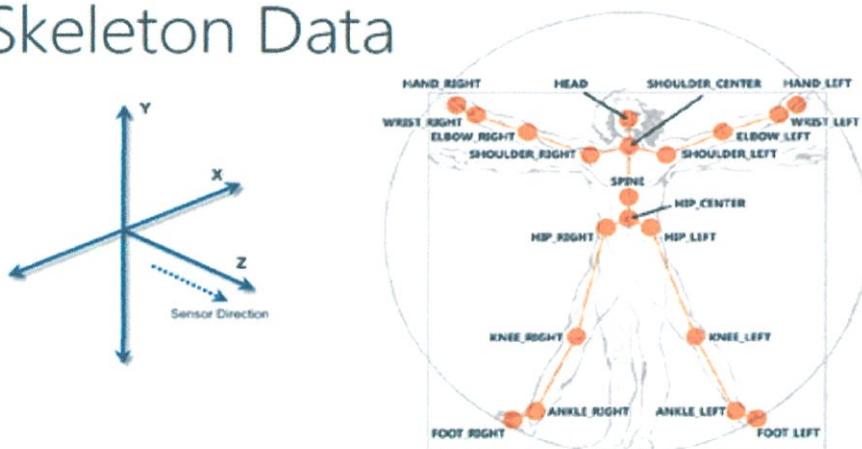 Skeleton Data
Y
X
Z
Sensor Direction
HAND_RIGHT
HEAD
SHOULDER_CENTER
HAND_LEFT
WRIST_RIGHT
WRIST_LEFT
ELBOW_RIGHT
ELBOW_LEFT
SHOULDER_RIGHT
SHOULDER_LEFT
SPINE
HIP_CENTER
HIP_RIGHT
HIP_LEFT
KNEE_RIGHT
KNEE_LEFT
ANKLE_RIGHT
ANKLE_LEFT
FOOT_RIGHT
FOOT_LEFT